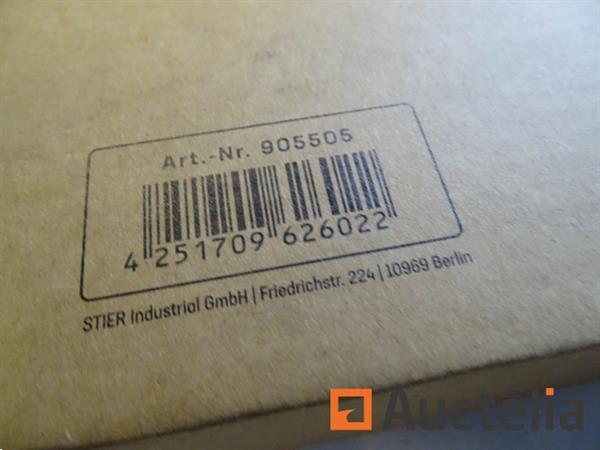 Art.-Nr. 905505
4 251709 626022
STIER Industrial GmbH | Friedrichstr. 224 | 10969 Berlin
Auctelia